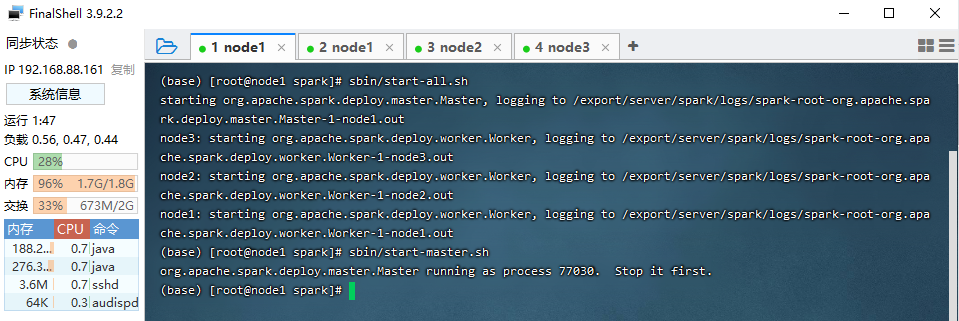 FinalShell 3.9.2.2
同步状态
IP 192.168.88.161 复制
系统信息
运行 1:47
负载 0.56, 0.47, 0.44
CPU 28%
内存 96% 1.7G/1.8G
交换 33% 673M/2G
内存 CPU 命令
188.2... 0.7 java
276.3... 0.7 java
3.6M 0.7 sshd
64K 0.3 audispd
1 node1 × 2 node1 × 3 node2 × 4 node3 × +
(base) [root@node1 spark]# sbin/start-all.sh
starting org.apache.spark.deploy.master.Master, logging to /export/server/spark/logs/spark-root-org.apache.spa
rk.deploy.master.Master-1-node1.out
node3: starting org.apache.spark.deploy.worker.Worker, logging to /export/server/spark/logs/spark-root-org.apa
che.spark.deploy.worker.Worker-1-node3.out
node2: starting org.apache.spark.deploy.worker.Worker, logging to /export/server/spark/logs/spark-root-org.apa
che.spark.deploy.worker.Worker-1-node2.out
node1: starting org.apache.spark.deploy.worker.Worker, logging to /export/server/spark/logs/spark-root-org.apa
che.spark.deploy.worker.Worker-1-node1.out
(base) [root@node1 spark]# sbin/start-master.sh
org.apache.spark.deploy.master.Master running as process 77030.  Stop it first.
(base) [root@node1 spark]#